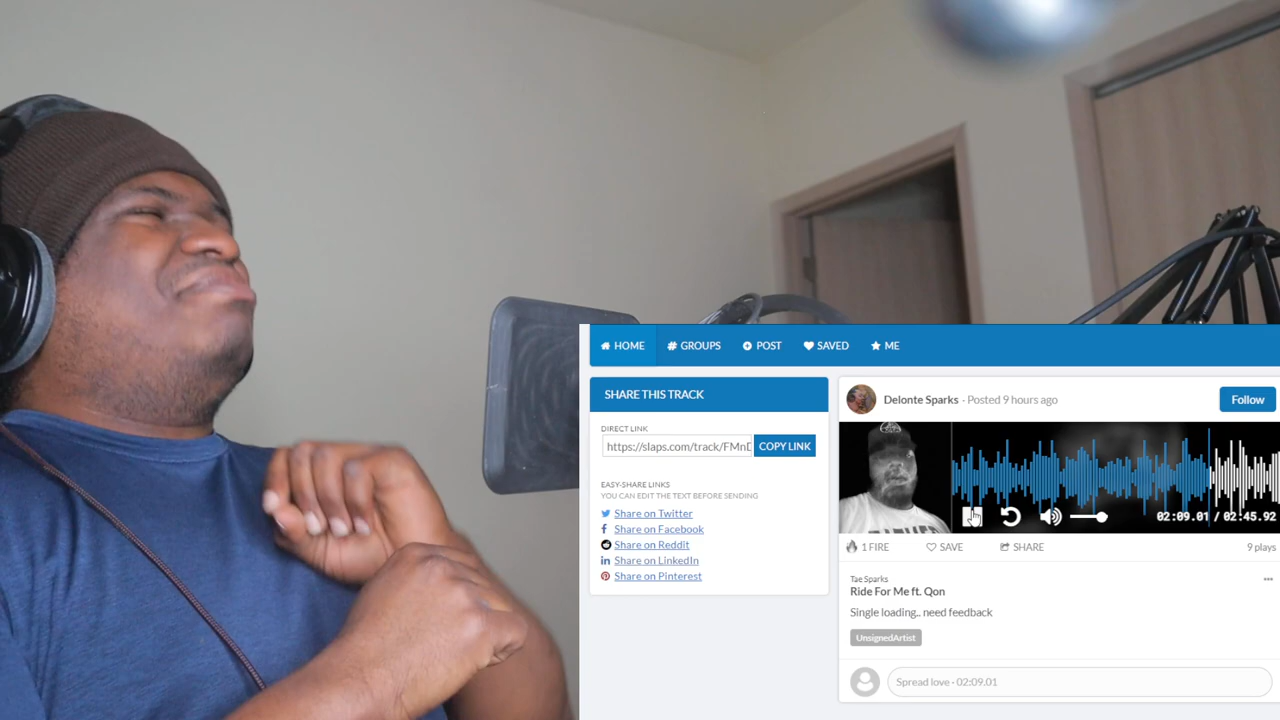 HOME GROUPS POST SAVED ME
SHARE THIS TRACK
DIRECT LINK
https://slaps.com/track/FMn
COPY LINK
EASY-SHARE LINKS
YOU CAN EDIT THE TEXT BEFORE SENDING
Share on Twitter
Share on Facebook
Share on Reddit
Share on LinkedIn
Share on Pinterest
Delonte Sparks - Posted 9 hours ago
Follow
02:09.01 / 02:45.92
1 FIRE SAVE SHARE 9 plays
Tae Sparks
Ride For Me ft. Qon
Single loading.. need feedback
UnsignedArtist
Spread love - 02:09.01